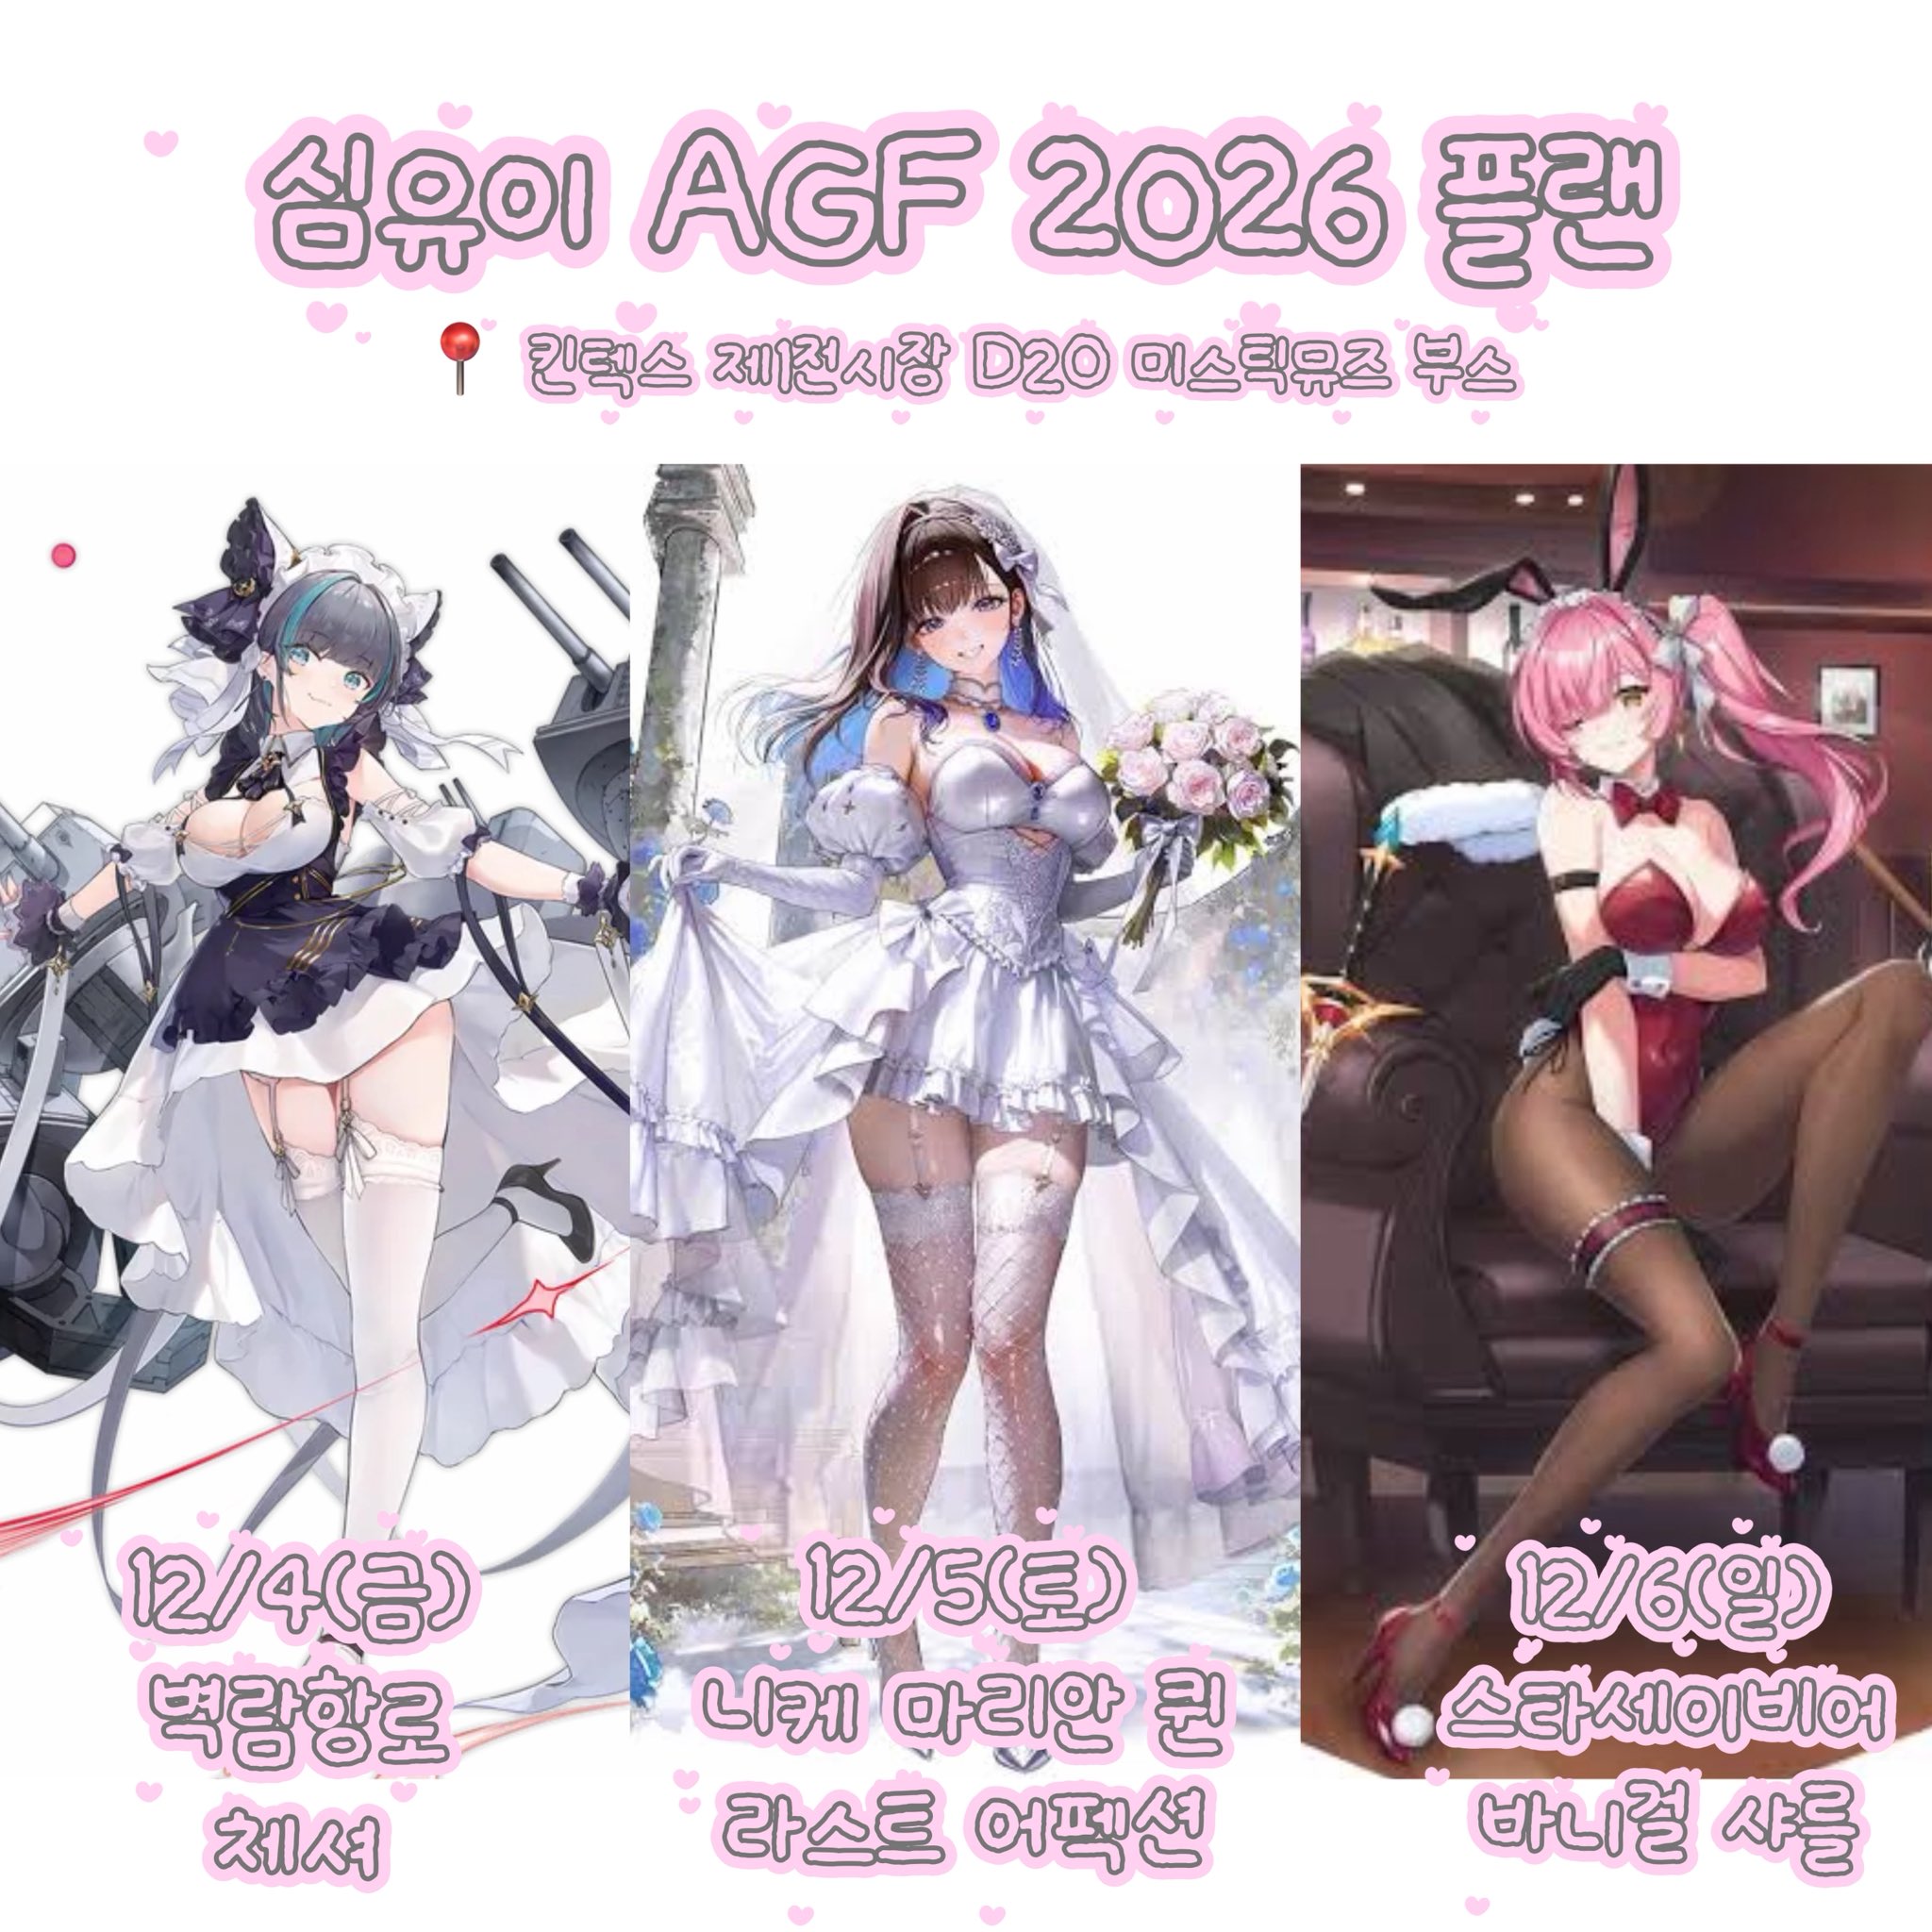 심유이 AGF 2026 플랜
📍 킨텍스 제1전시장 D20 미스틱뮤즈 부스
12/4(금)
벽람항로
체셔
12/5(토)
니케 마리안 퀸
라스트 어펙션
12/6(일)
스타세이비어
바니걸 샤를